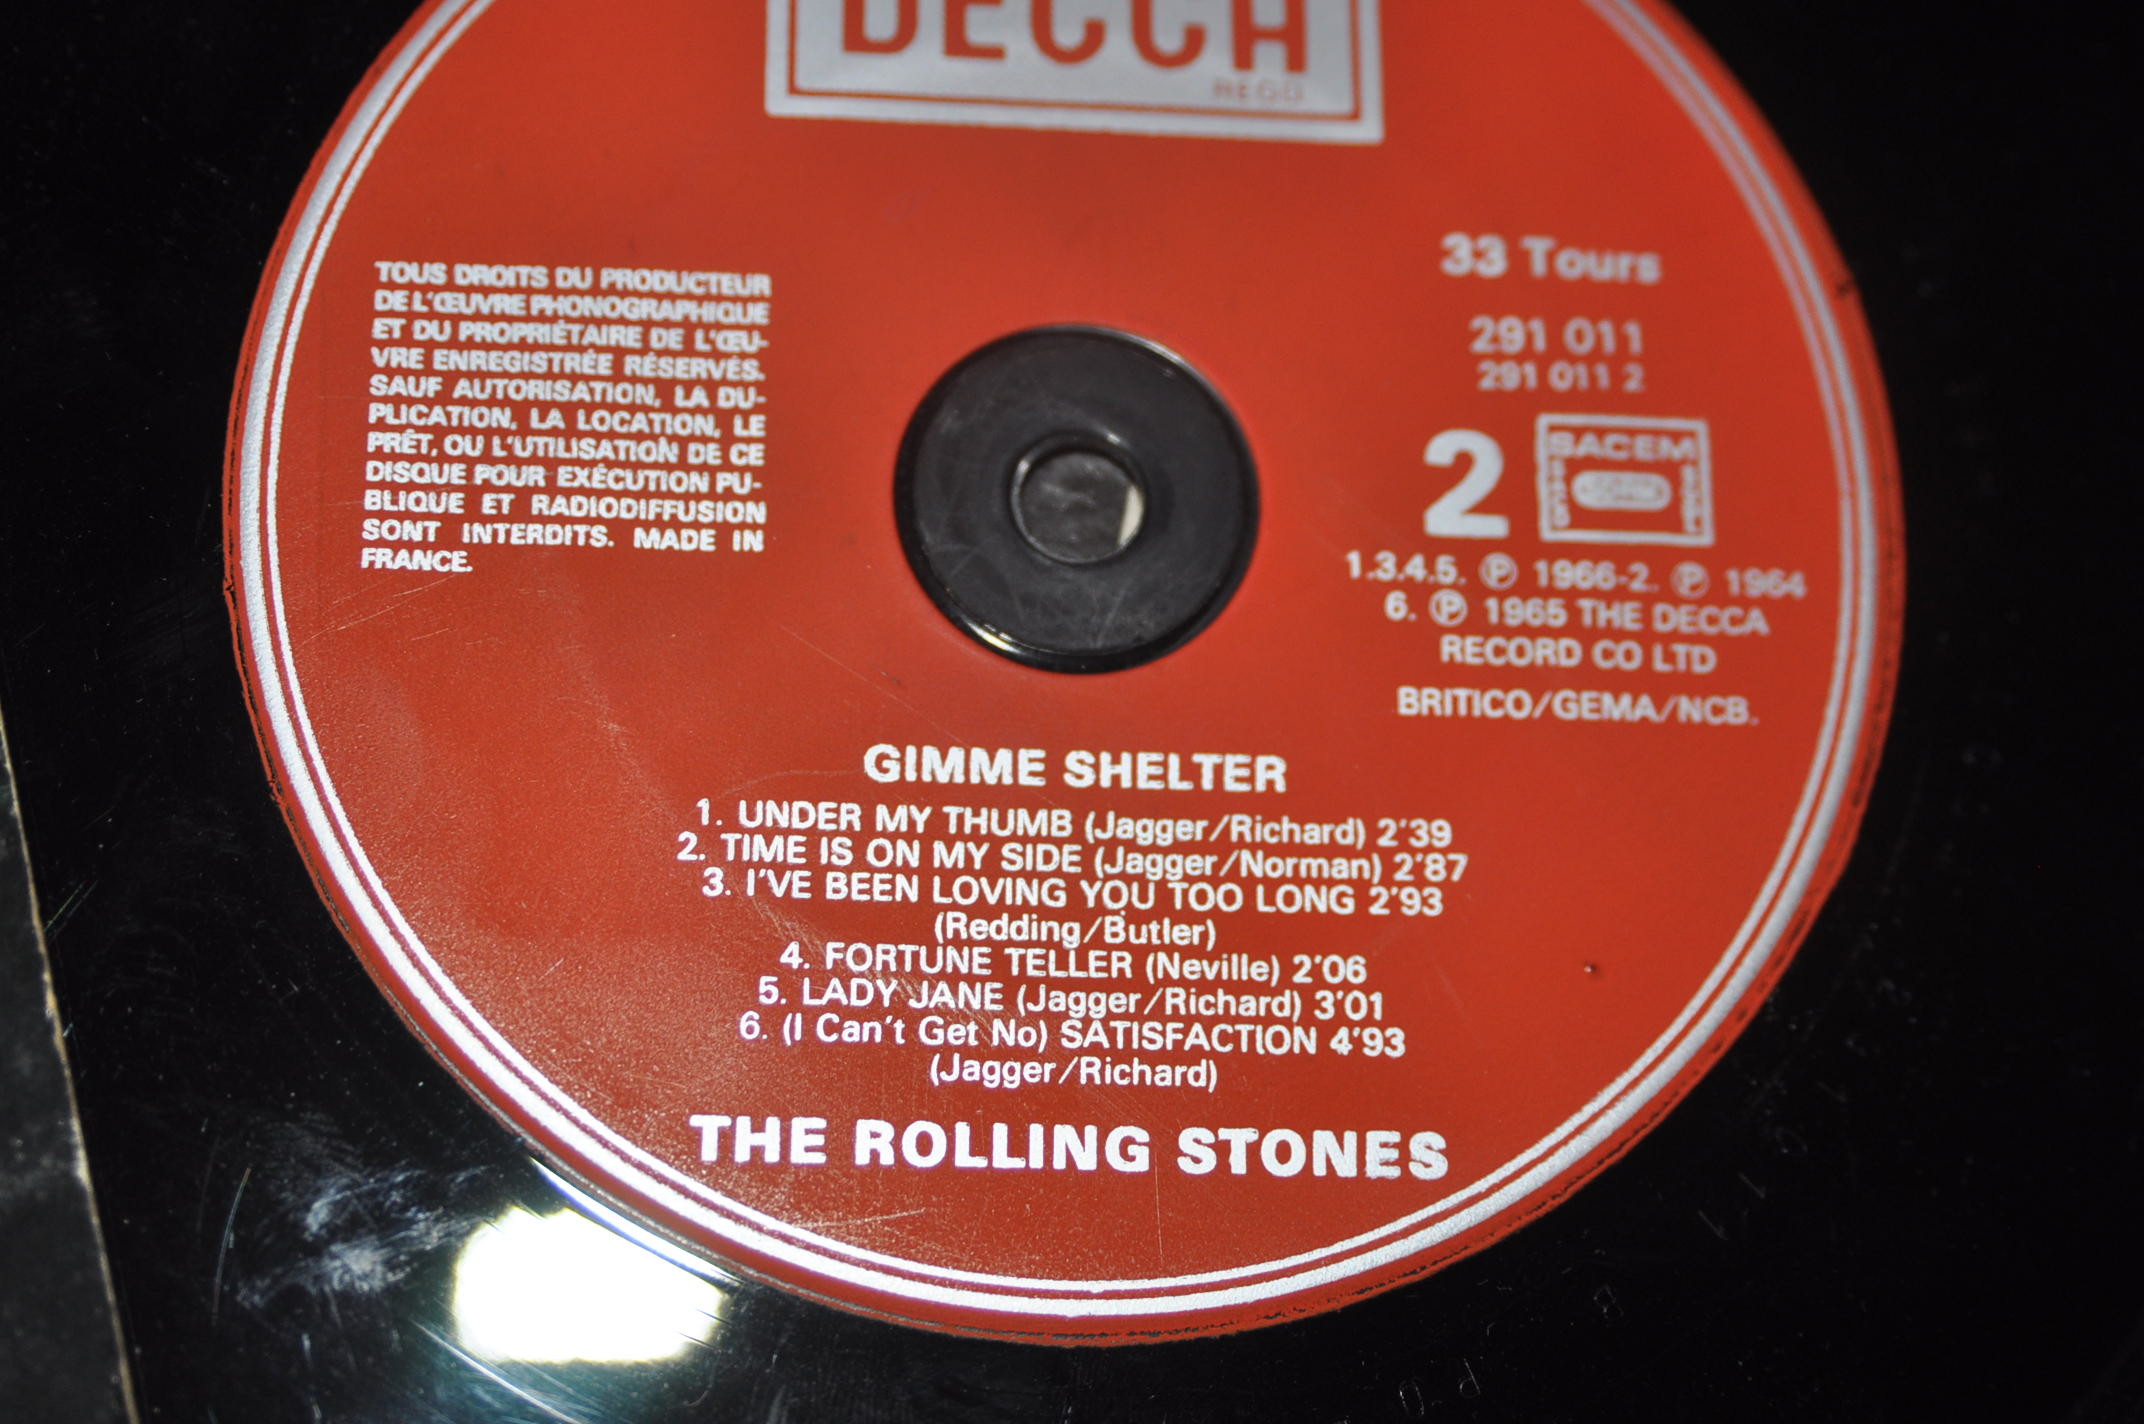 DECCA
REGD
TOUS DROITS DU PRODUCTEUR
DE L'ŒUVRE PHONOGRAPHIQUE
ET DU PROPRIÉTAIRE DE L'ŒU-
VRE ENREGISTRÉE RÉSERVÉS.
SAUF AUTORISATION, LA DU-
PLICATION, LA LOCATION, LE
PRÊT, OU L'UTILISATION DE CE
DISQUE POUR EXÉCUTION PU-
BLIQUE ET RADIODIFFUSION
SONT INTERDITS. MADE IN
FRANCE.
33 Tours
291 011
291 011 2
2
SACEM
1.3.4.5. Ⓟ 1966-2. Ⓟ 1964
6. Ⓟ 1965 THE DECCA
RECORD CO LTD
BRITICO/GEMA/NCB.
GIMME SHELTER
1. UNDER MY THUMB (Jagger/Richard) 2'39
2. TIME IS ON MY SIDE (Jagger/Norman) 2'87
3. I'VE BEEN LOVING YOU TOO LONG 2'93
(Redding/Butler)
4. FORTUNE TELLER (Neville) 2'06
5. LADY JANE (Jagger/Richard) 3'01
6. (I Can't Get No) SATISFACTION 4'93
(Jagger/Richard)
THE ROLLING STONES